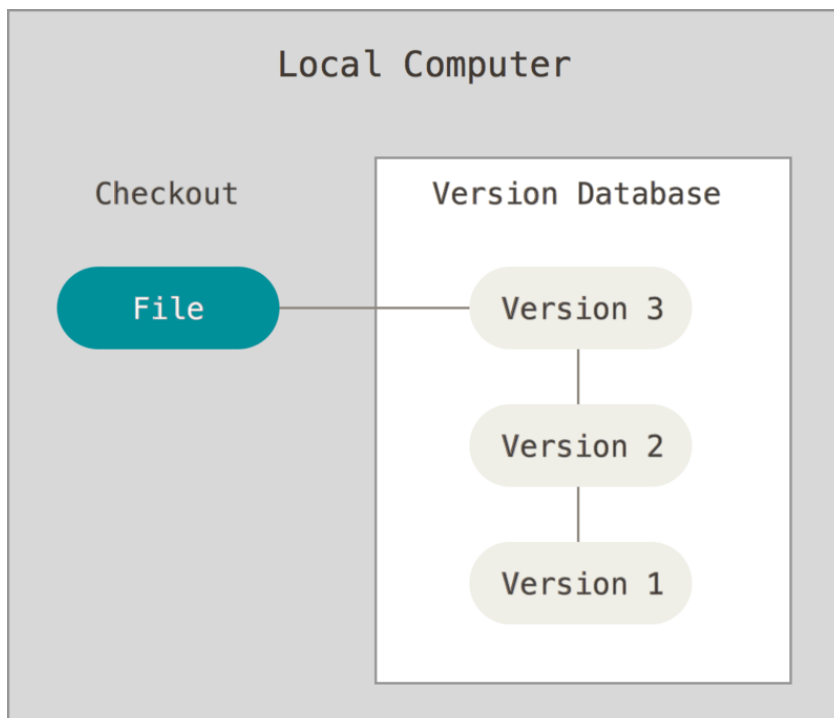 Local Computer
Checkout
Version Database
File
Version 3
Version 2
Version 1